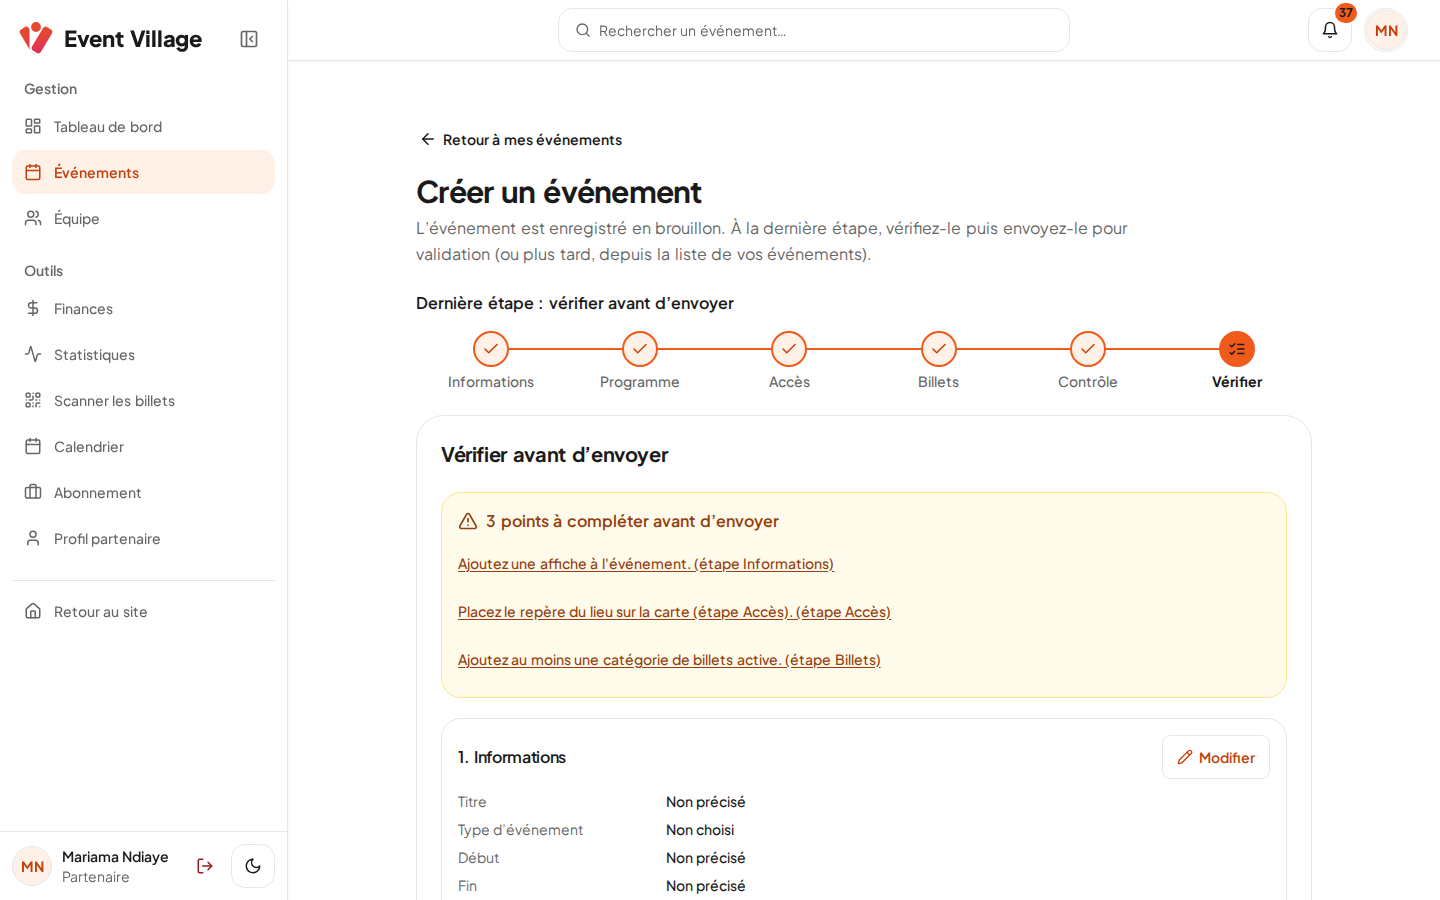 Event Village
Rechercher un événement...
37
MN
Gestion
Tableau de bord
Événements
Équipe
Outils
Finances
Statistiques
Scanner les billets
Calendrier
Abonnement
Profil partenaire
Retour au site
MN
Mariama Ndiaye
Partenaire
Retour à mes événements
Créer un événement
L’événement est enregistré en brouillon. À la dernière étape, vérifiez-le puis envoyez-le pour
validation (ou plus tard, depuis la liste de vos événements).
Dernière étape : vérifier avant d’envoyer
Informations
Programme
Accès
Billets
Contrôle
Vérifier
Vérifier avant d’envoyer
3 points à compléter avant d’envoyer
Ajoutez une affiche à l'événement. (étape Informations)
Placez le repère du lieu sur la carte (étape Accès). (étape Accès)
Ajoutez au moins une catégorie de billets active. (étape Billets)
1. Informations
Modifier
Titre Non précisé
Type d’événement Non choisi
Début Non précisé
Fin Non précisé